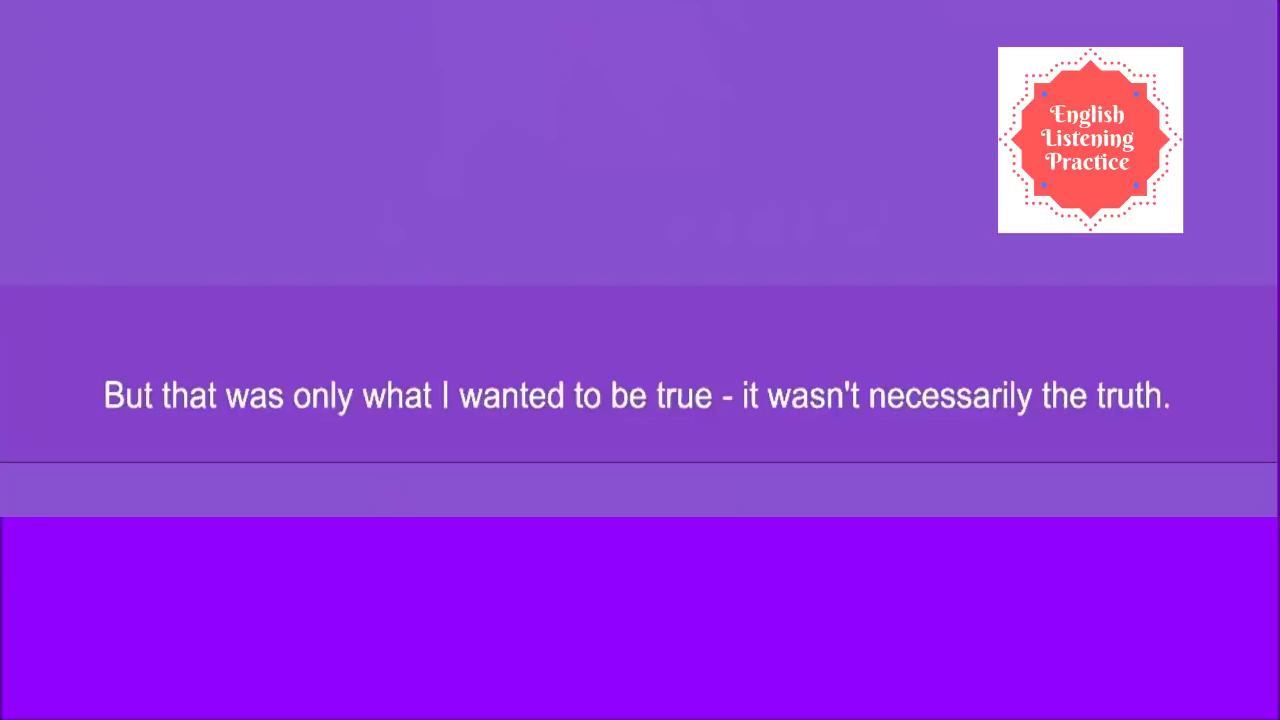 English
Listening
Practice
But that was only what I wanted to be true - it wasn't necessarily the truth.